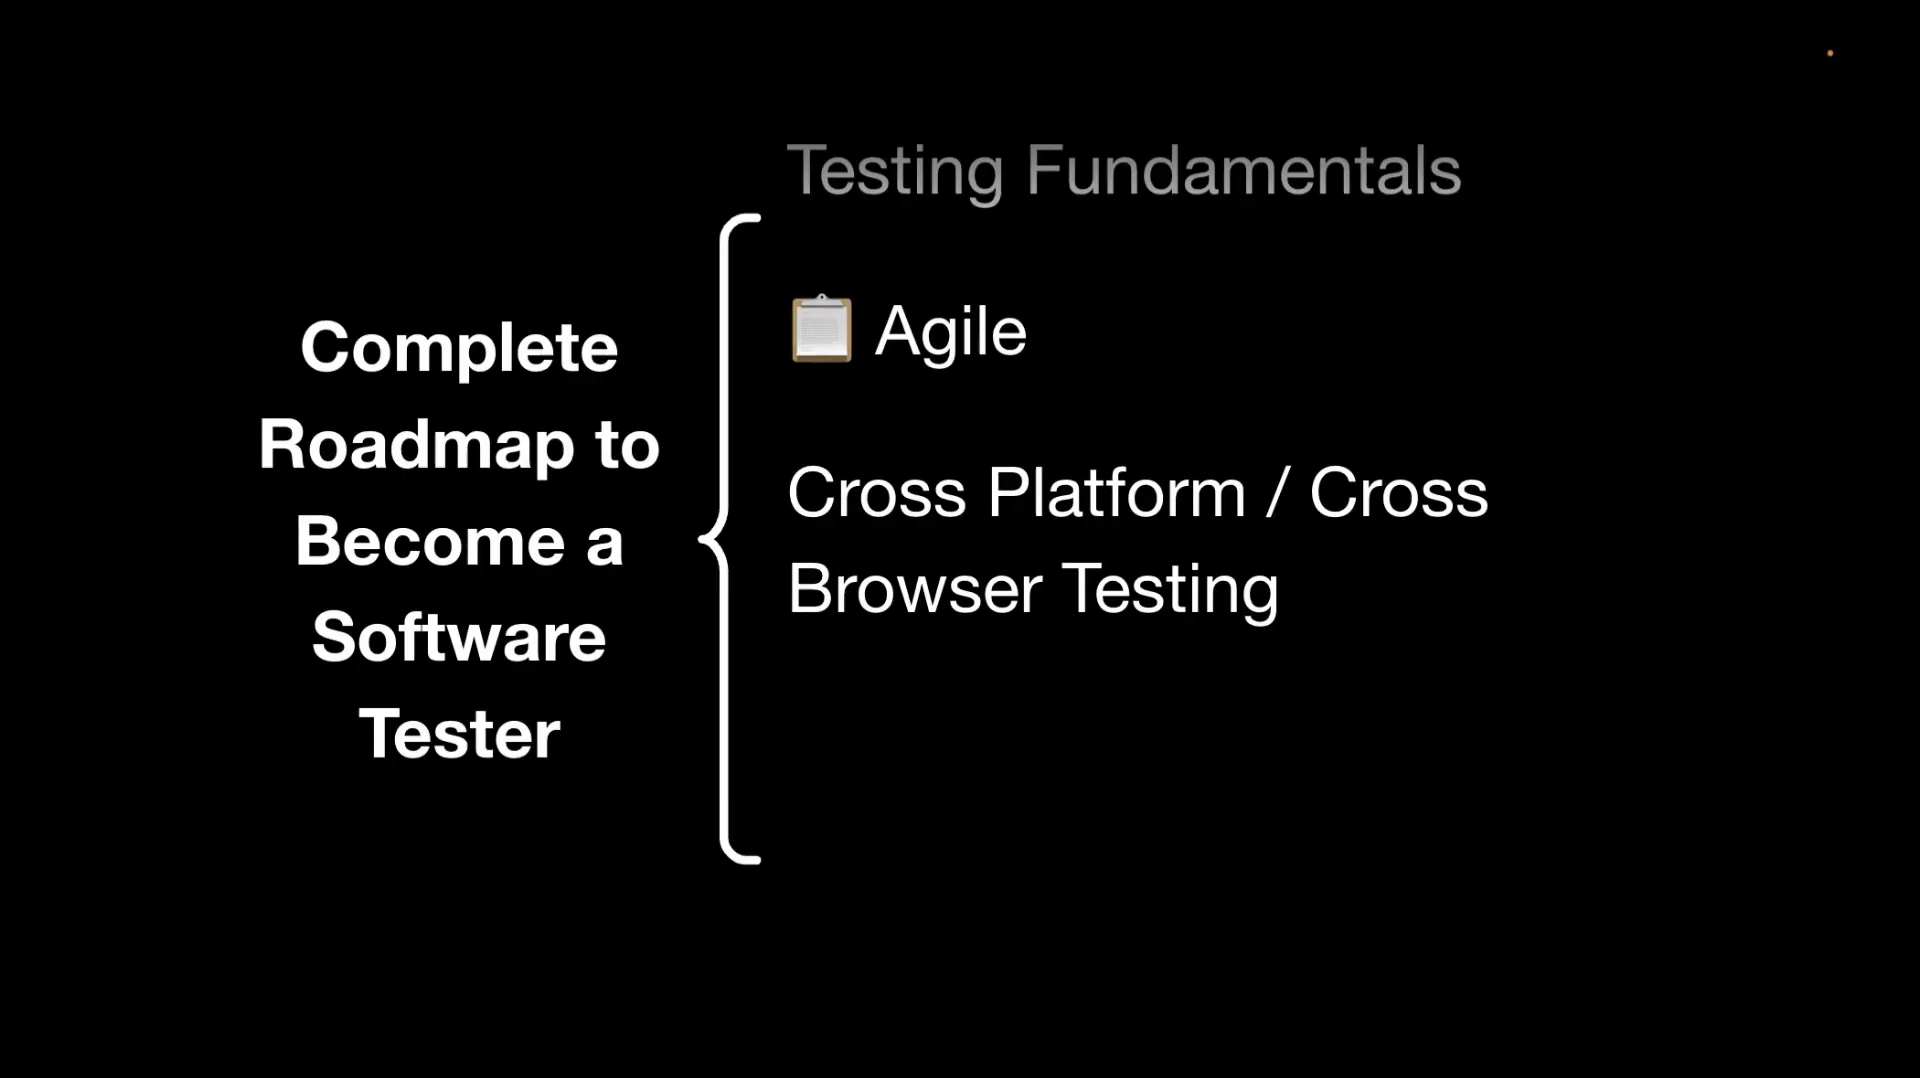 Testing Fundamentals
📋 Agile
Complete
Roadmap to
Become a
Software
Tester
Cross Platform / Cross
Browser Testing